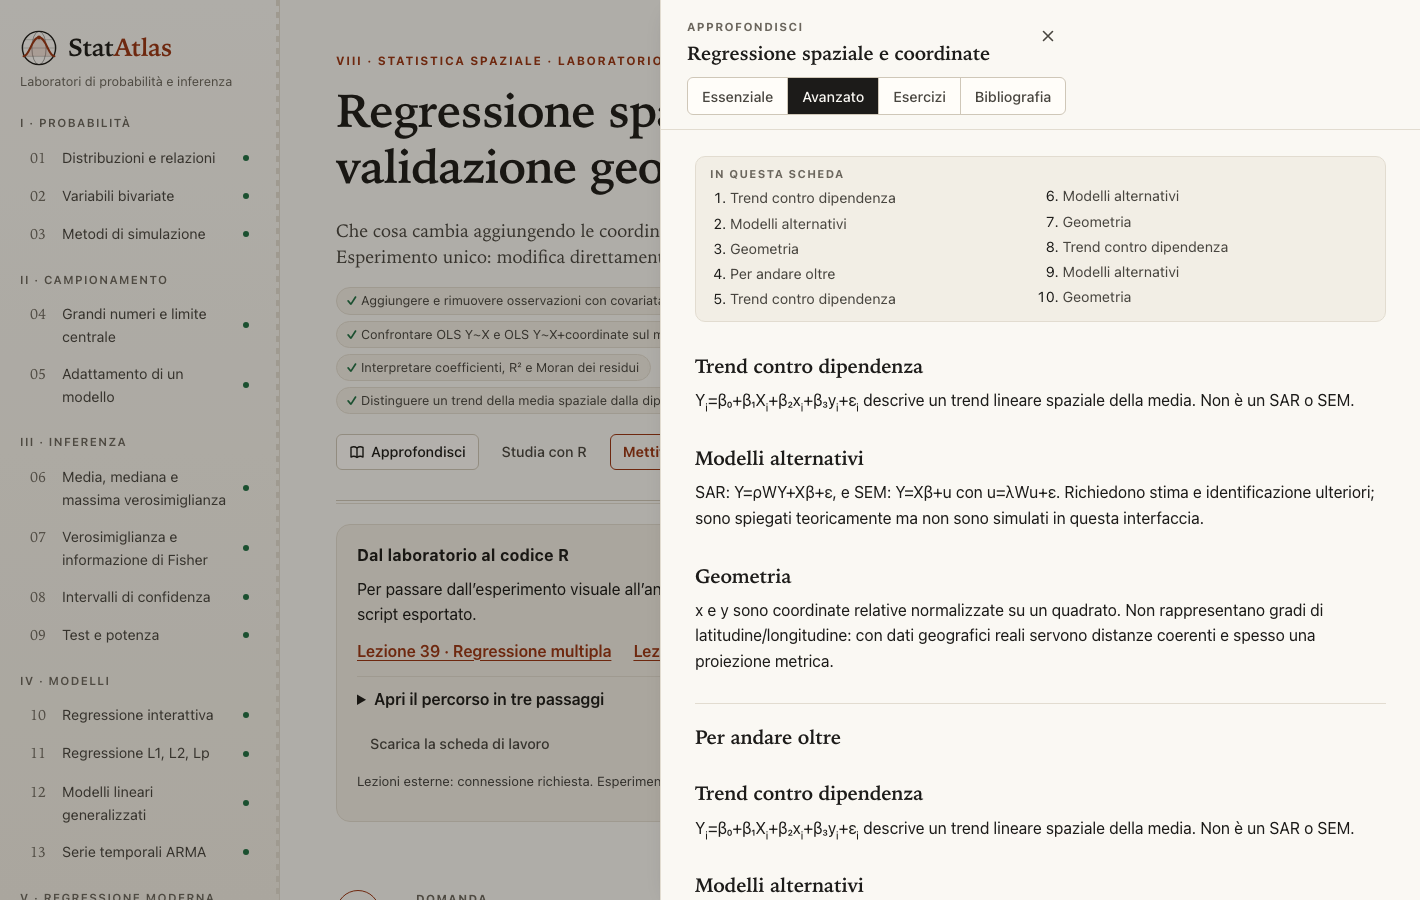 StatAtlas
Laboratori di probabilità e inferenza
I · PROBABILITÀ
01 Distribuzioni e relazioni
02 Variabili bivariate
03 Metodi di simulazione
II · CAMPIONAMENTO
04 Grandi numeri e limite
centrale
05 Adattamento di un
modello
III · INFERENZA
06 Media, mediana e
massima verosimiglianza
07 Verosimiglianza e
informazione di Fisher
08 Intervalli di confidenza
09 Test e potenza
IV · MODELLI
10 Regressione interattiva
11 Regressione L1, L2, Lp
12 Modelli lineari
generalizzati
13 Serie temporali ARMA
V · REGRESSIONE MODERNA
VIII · STATISTICA SPAZIALE · LABORATORIO
Regressione spa
validazione geo
Che cosa cambia aggiungendo le coordin
Esperimento unico: modifica direttament
Aggiungere e rimuovere osservazioni con covariata
Confrontare OLS Y~X e OLS Y~X+coordinate sul m
Interpretare coefficienti, R² e Moran dei residui
Distinguere un trend della media spaziale dalla dip
Approfondisci
Studia con R
Metti
Dal laboratorio al codice R
Per passare dall’esperimento visuale all’an
script esportato.
Lezione 39 · Regressione multipla Lez
Apri il percorso in tre passaggi
Scarica la scheda di lavoro
Lezioni esterne: connessione richiesta. Esperimen
DOMANDA
APPROFONDISCI
Regressione spaziale e coordinate
Essenziale Avanzato Esercizi Bibliografia
IN QUESTA SCHEDA
1. Trend contro dipendenza
2. Modelli alternativi
3. Geometria
4. Per andare oltre
5. Trend contro dipendenza
6. Modelli alternativi
7. Geometria
8. Trend contro dipendenza
9. Modelli alternativi
10. Geometria
Trend contro dipendenza
Yᵢ=β₀+β₁Xᵢ+β₂xᵢ+β₃yᵢ+εᵢ descrive un trend lineare spaziale della media. Non è un SAR o SEM.
Modelli alternativi
SAR: Y=ρWY+Xβ+ε, e SEM: Y=Xβ+u con u=λWu+ε. Richiedono stima e identificazione ulteriori;
sono spiegati teoricamente ma non sono simulati in questa interfaccia.
Geometria
x e y sono coordinate relative normalizzate su un quadrato. Non rappresentano gradi di
latitudine/longitudine: con dati geografici reali servono distanze coerenti e spesso una
proiezione metrica.
Per andare oltre
Trend contro dipendenza
Yᵢ=β₀+β₁Xᵢ+β₂xᵢ+β₃yᵢ+εᵢ descrive un trend lineare spaziale della media. Non è un SAR o SEM.
Modelli alternativi